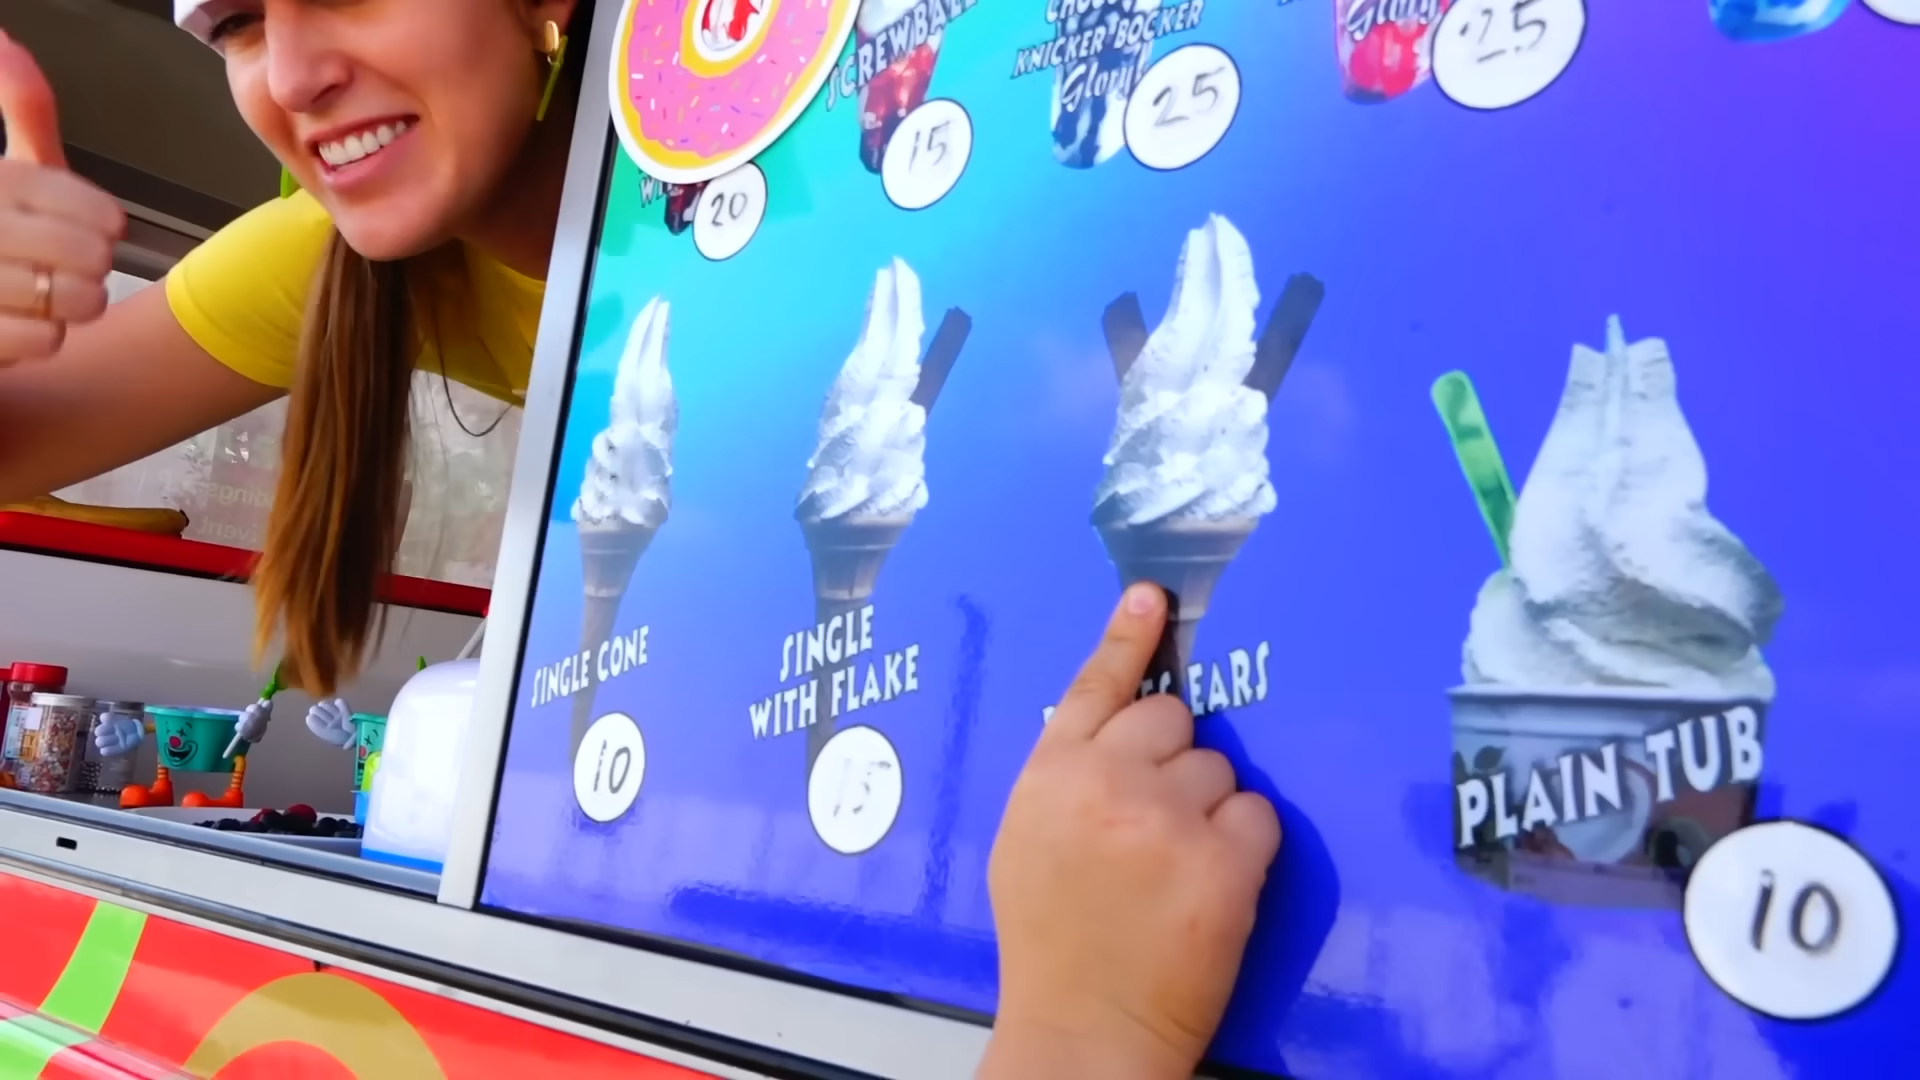 SCREWBALL
KNICKER BOCKER
Glory
Glory
25
25
15
20
SINGLE CONE
10
SINGLE
WITH FLAKE
15
EARS
PLAIN TUB
10